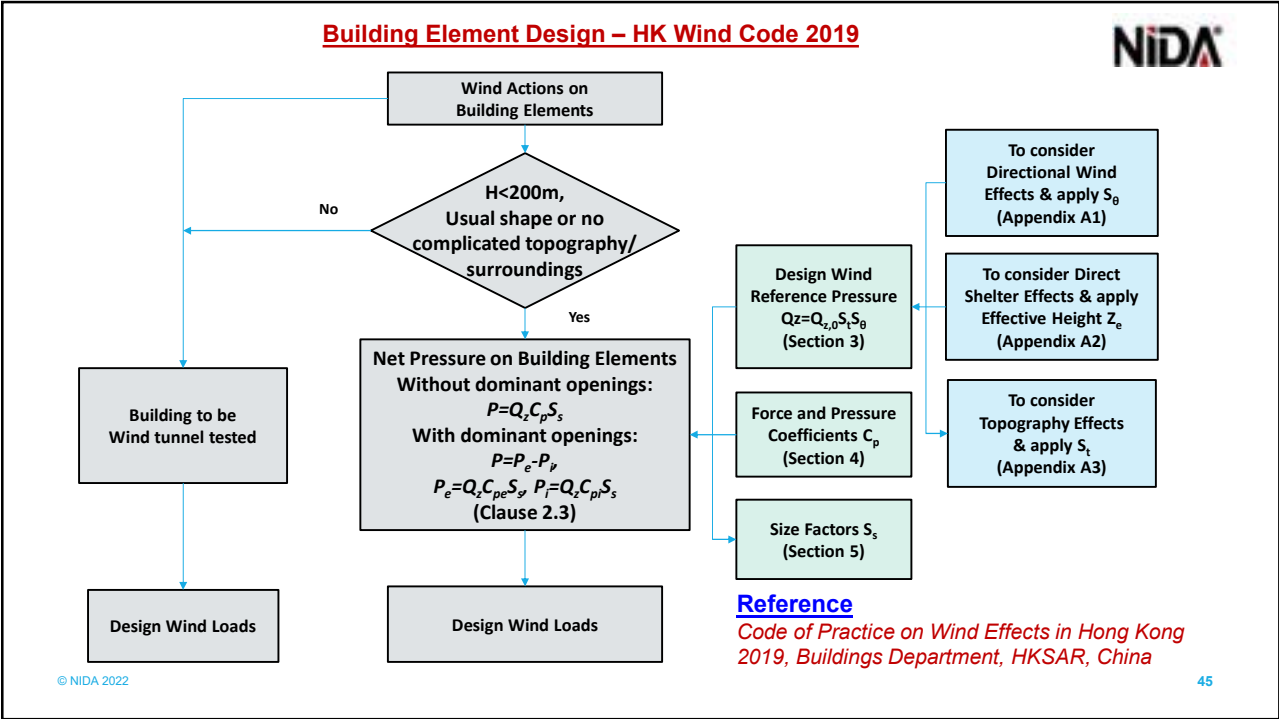 Building Element Design – HK Wind Code 2019
NiDA
Wind Actions on
Building Elements
H<200m,
Usual shape or no
complicated topography/
surroundings
No
Yes
Net Pressure on Building Elements
Without dominant openings:
P=QzCpSs
With dominant openings:
P=Pe-Pi,
Pe=QzCpeSs, Pi=QzCpiSs
(Clause 2.3)
Building to be
Wind tunnel tested
Design Wind Loads
Design Wind Loads
Design Wind
Reference Pressure
Qz=Qz,0StSθ
(Section 3)
Force and Pressure
Coefficients Cp
(Section 4)
Size Factors Ss
(Section 5)
To consider
Directional Wind
Effects & apply Sθ
(Appendix A1)
To consider Direct
Shelter Effects & apply
Effective Height Ze
(Appendix A2)
To consider
Topography Effects
& apply St
(Appendix A3)
Reference
Code of Practice on Wind Effects in Hong Kong
2019, Buildings Department, HKSAR, China
© NIDA 2022
45